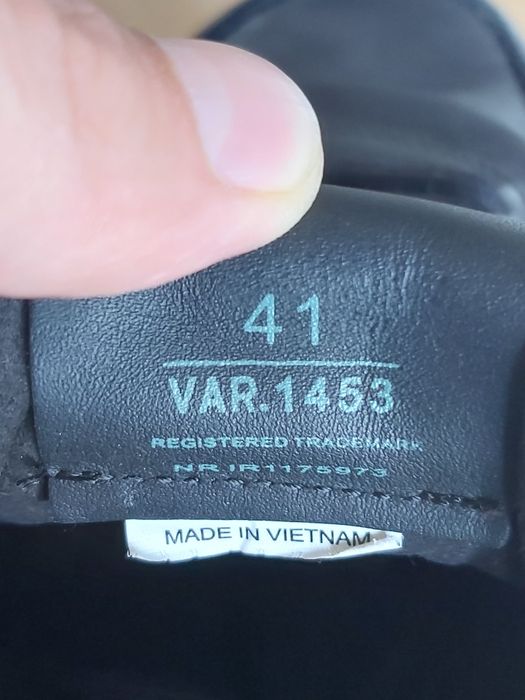 41
VAR.1453
REGISTERED TRADEMARK
NR IR1175973
MADE IN VIETNAM